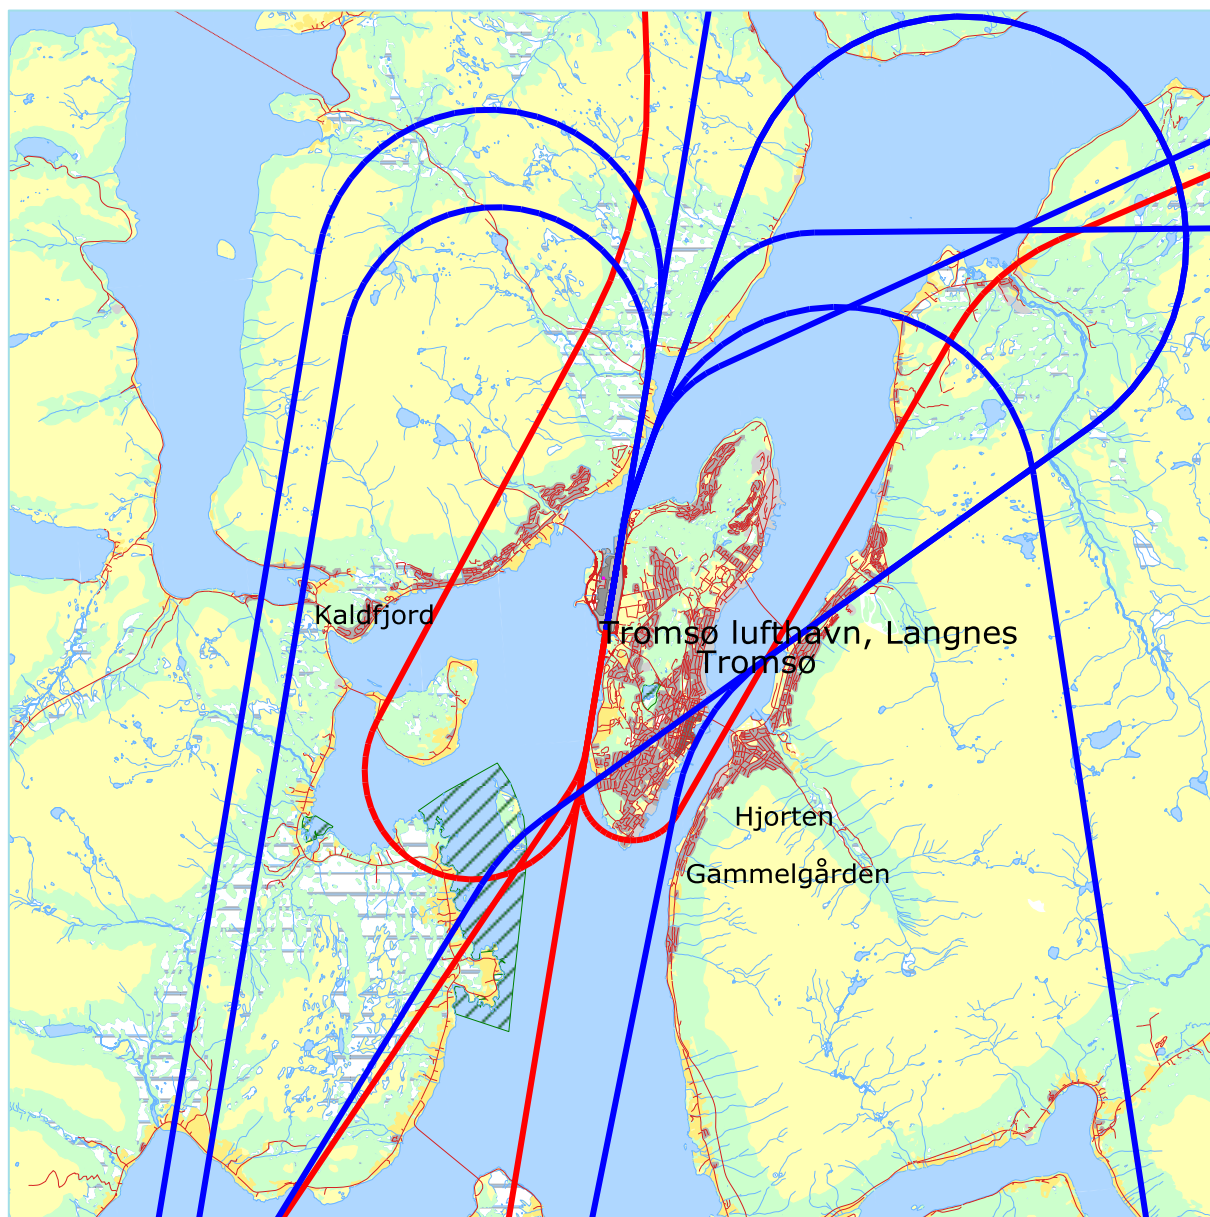 Kaldfjord
Tromsø lufthavn, Langnes
Tromsø
Hjorten
Gammelgården